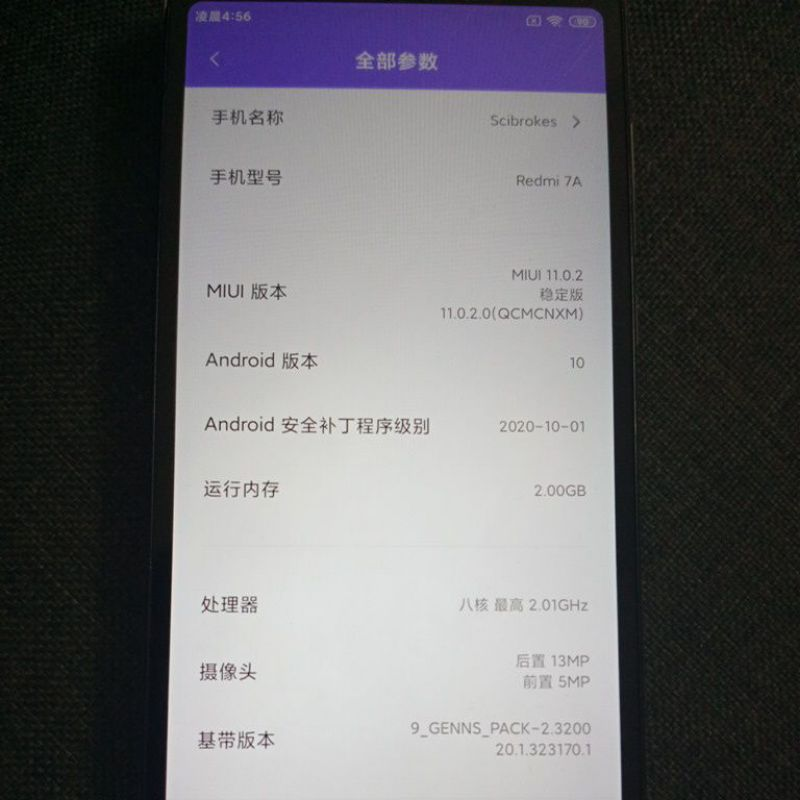 凌晨4:56
90
全部参数
手机名称
Scibrokes
手机型号
Redmi 7A
MIUI 版本
MIUI 11.0.2
稳定版
11.0.2.0(QCMCNXM)
Android 版本
10
Android 安全补丁程序级别
2020-10-01
运行内存
2.00GB
处理器
八核 最高 2.01GHz
摄像头
后置 13MP
前置 5MP
基带版本
9_GENNS_PACK-2.3200
20.1.323170.1